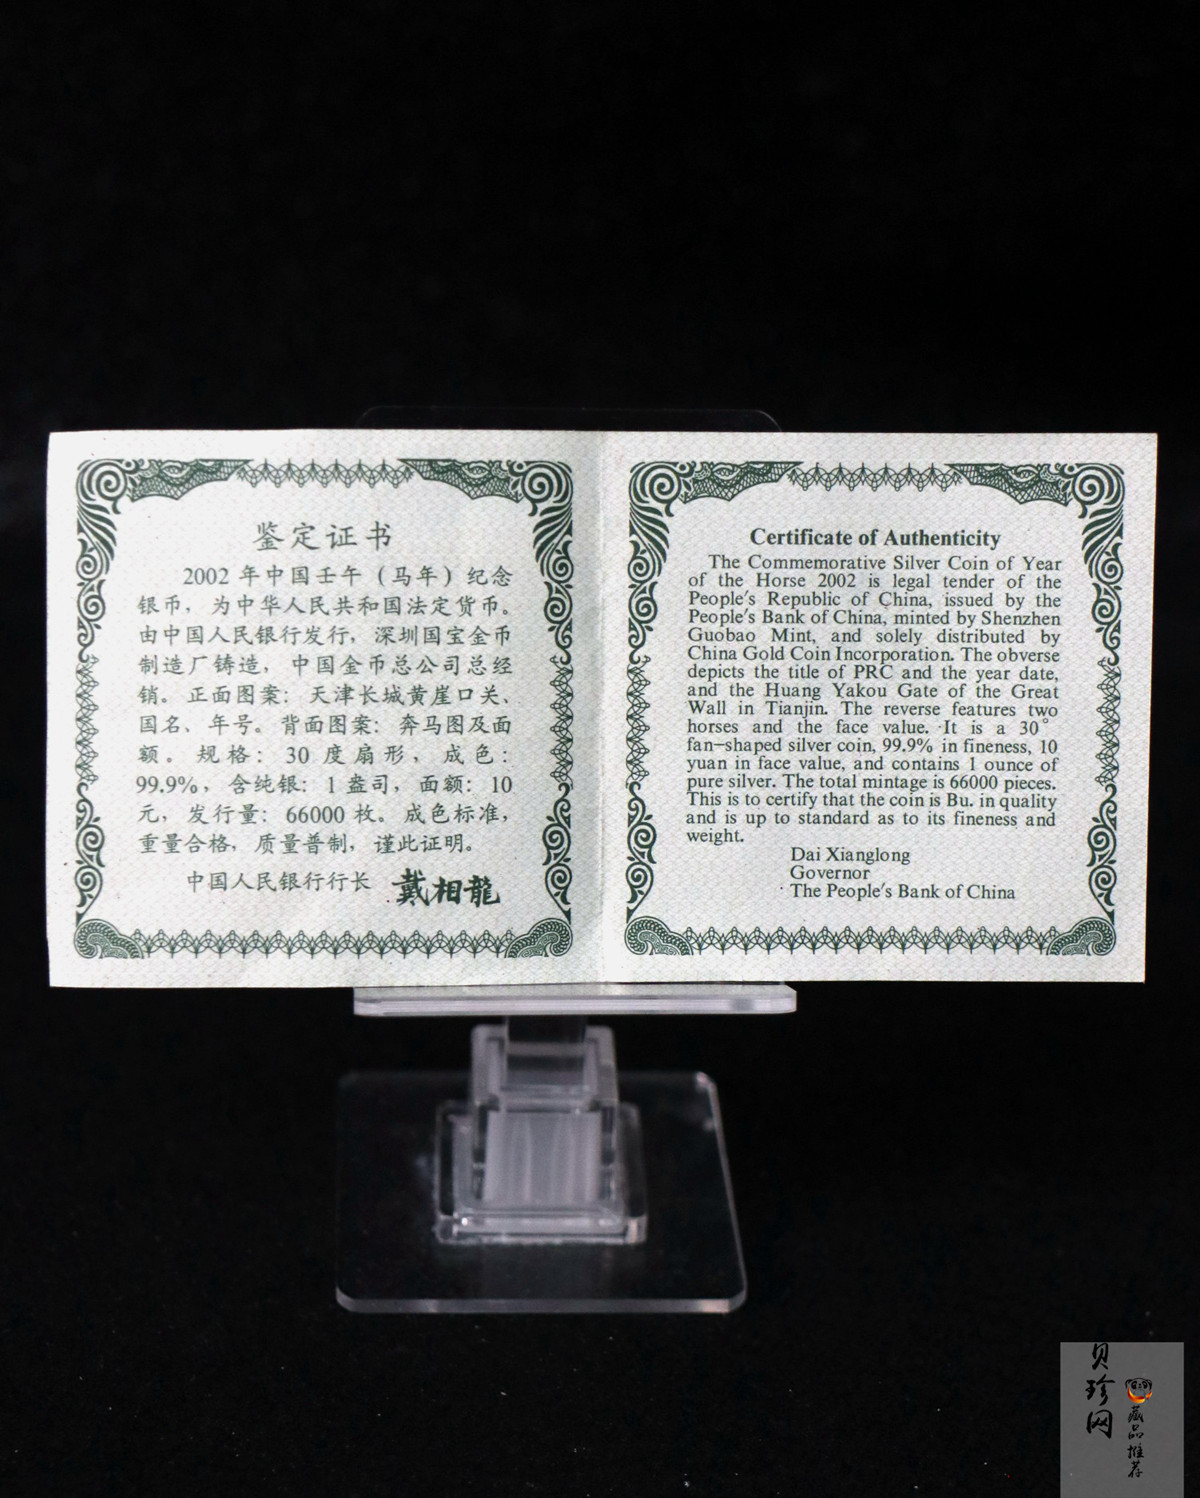 鉴定证书
2002 年中国壬午（马年）纪念
银币，为中华人民共和国法定货币。
由中国人民银行发行，深圳国宝金币
制造厂铸造，中国金币总公司总经
销。正面图案：天津长城黄崖口关、
国名、年号。背面图案：奔马图及面
额。规格：30 度扇形，成色：
99.9%，含纯银：1 盎司，面额：10
元，发行量：66000 枚。成色标准，
重量合格，质量普制，谨此证明。
中国人民银行行长 戴相龍
Certificate of Authenticity
The Commemorative Silver Coin of Year
of the Horse 2002 is legal tender of the
People's Republic of China, issued by the
People's Bank of China, minted by Shenzhen
Guobao Mint, and solely distributed by
China Gold Coin Incorporation. The obverse
depicts the title of PRC and the year date,
and the Huang Yakou Gate of the Great
Wall in Tianjin. The reverse features two
horses and the face value. It is a 30°
fan-shaped silver coin, 99.9% in fineness, 10
yuan in face value, and contains 1 ounce of
pure silver. The total mintage is 66000 pieces.
This is to certify that the coin is Bu. in quality
and is up to standard as to its fineness and
weight.
Dai Xianglong
Governor
The People's Bank of China
贝珍网
藏品推荐